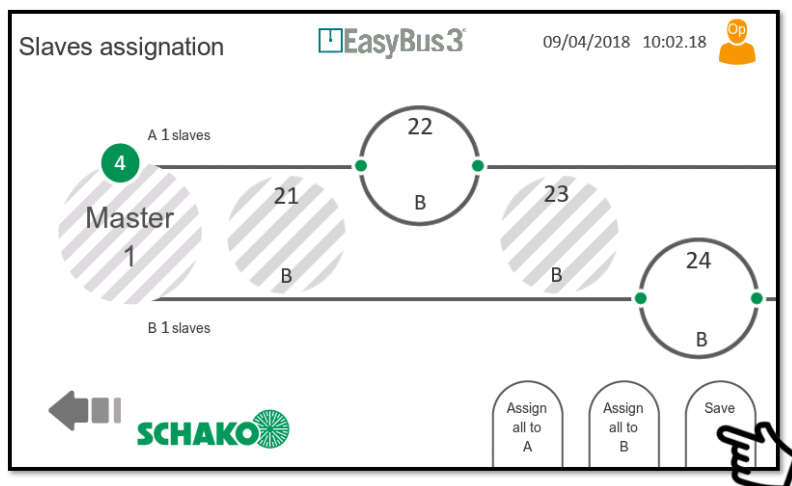 Slaves assignation
EasyBus3
09/04/2018 10:02.18
Op
A 1 slaves
4
Master
1
21
B
22
B
23
B
24
B
B 1 slaves
SCHAKO
Assign
all to
A
Assign
all to
B
Save